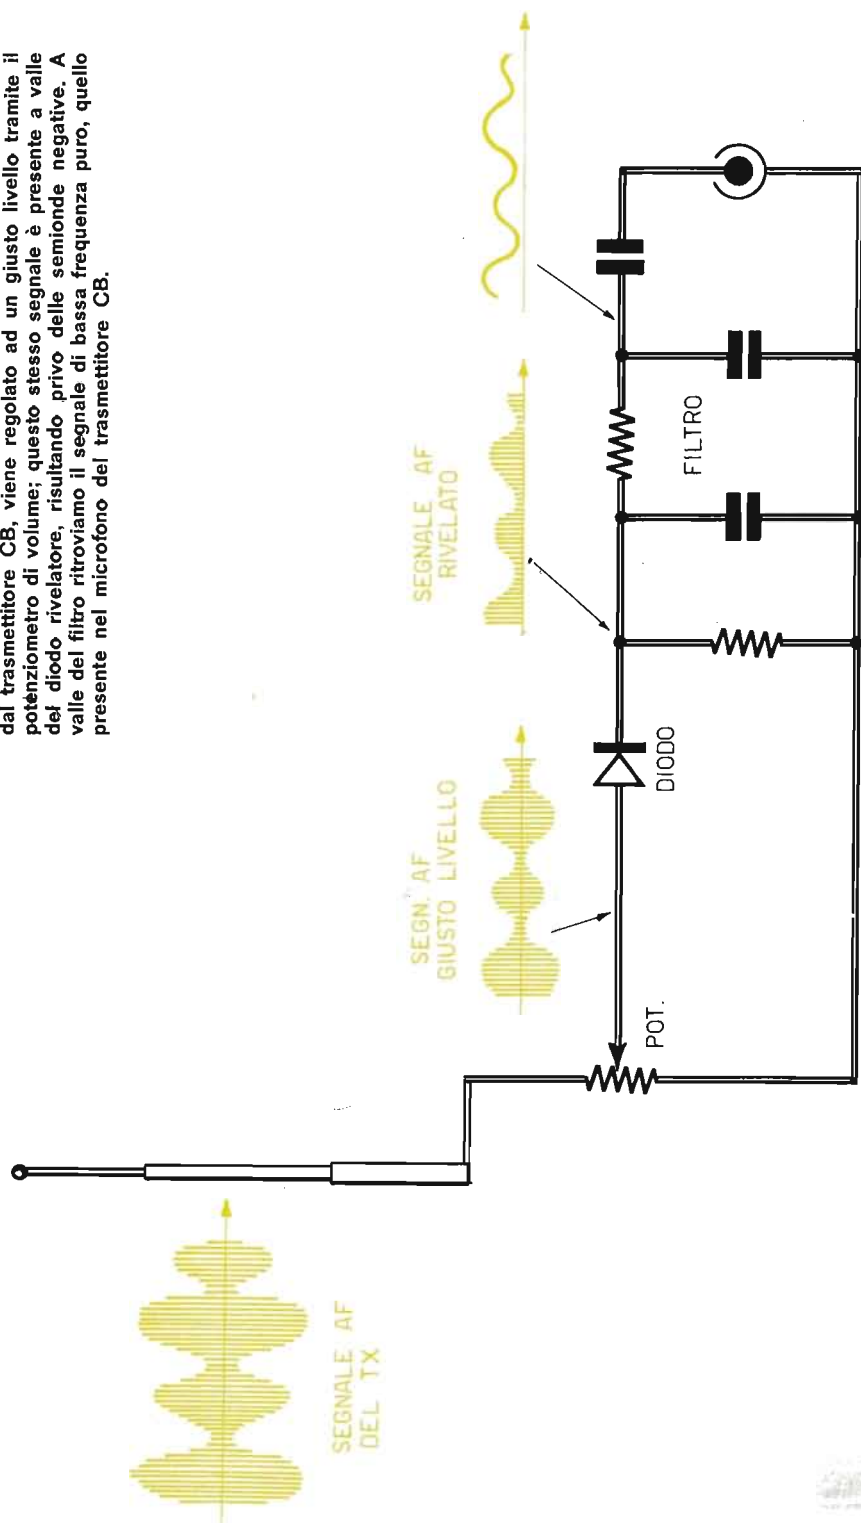 dal trasmettitore CB, viene regolato ad un giusto livello tramite il
potenziometro di volume; questo stesso segnale è presente a valle
del diodo rivelatore, risultando privo delle semionde negative. A
valle del filtro ritroviamo il segnale di bassa frequenza puro, quello
presente nel microfono del trasmettitore CB.
SEGNALE AF
DEL TX
SEGN. AF
GIUSTO LIVELLO
SEGNALE AF
RIVELATO
POT.
DIODO
FILTRO